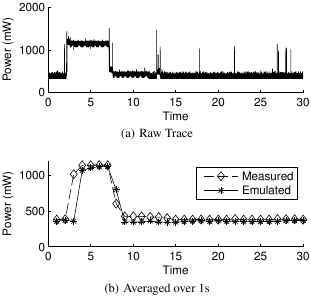 2000
1000
0
Power (mW)
0 5 10 15 20 25 30
Time
(a) Raw Trace
1000
500
0
Power (mW)
Measured
Emulated
0 5 10 15 20 25 30
Time
(b) Averaged over 1s